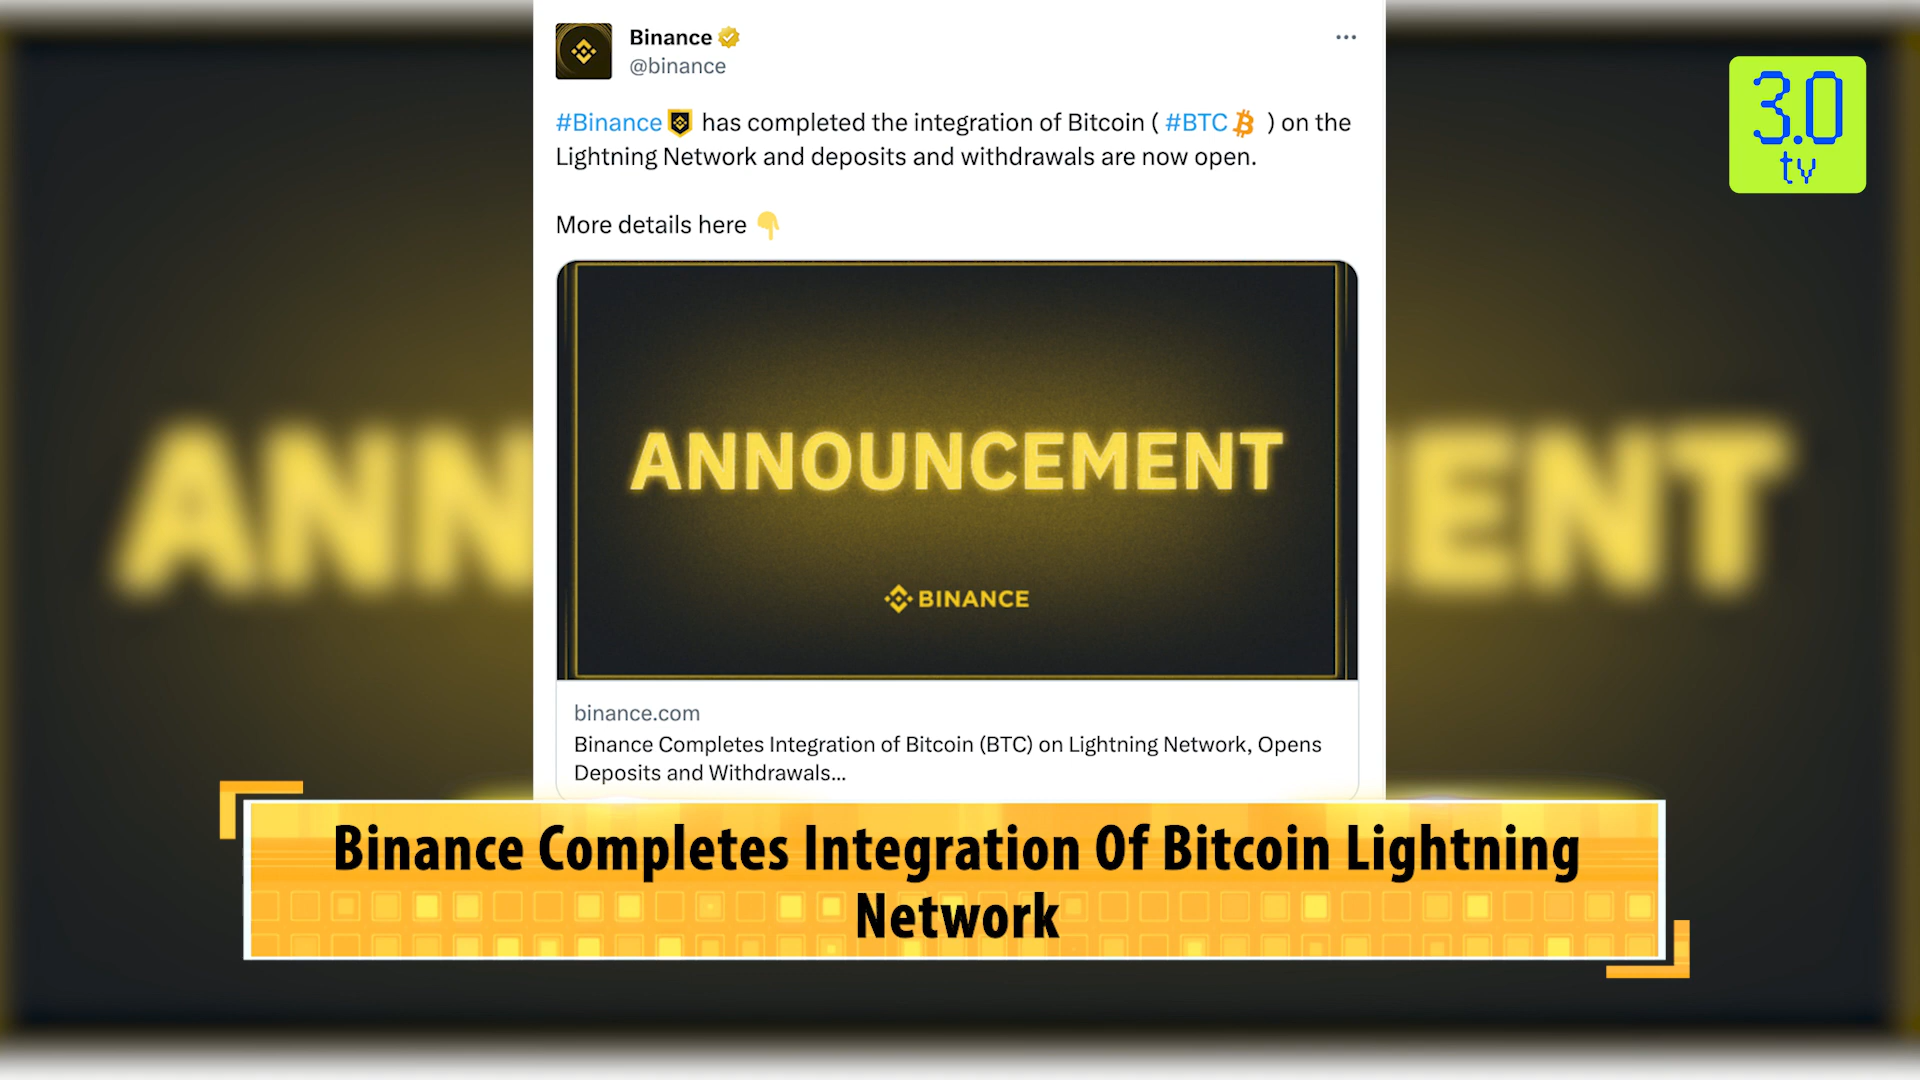 Binance
@binance
#Binance has completed the integration of Bitcoin ( #BTC ) on the
Lightning Network and deposits and withdrawals are now open.
More details here
ANNOUNCEMENT
BINANCE
binance.com
Binance Completes Integration of Bitcoin (BTC) on Lightning Network, Opens
Deposits and Withdrawals...
3.0
tv
ANN
ENT
Binance Completes Integration Of Bitcoin Lightning
Network